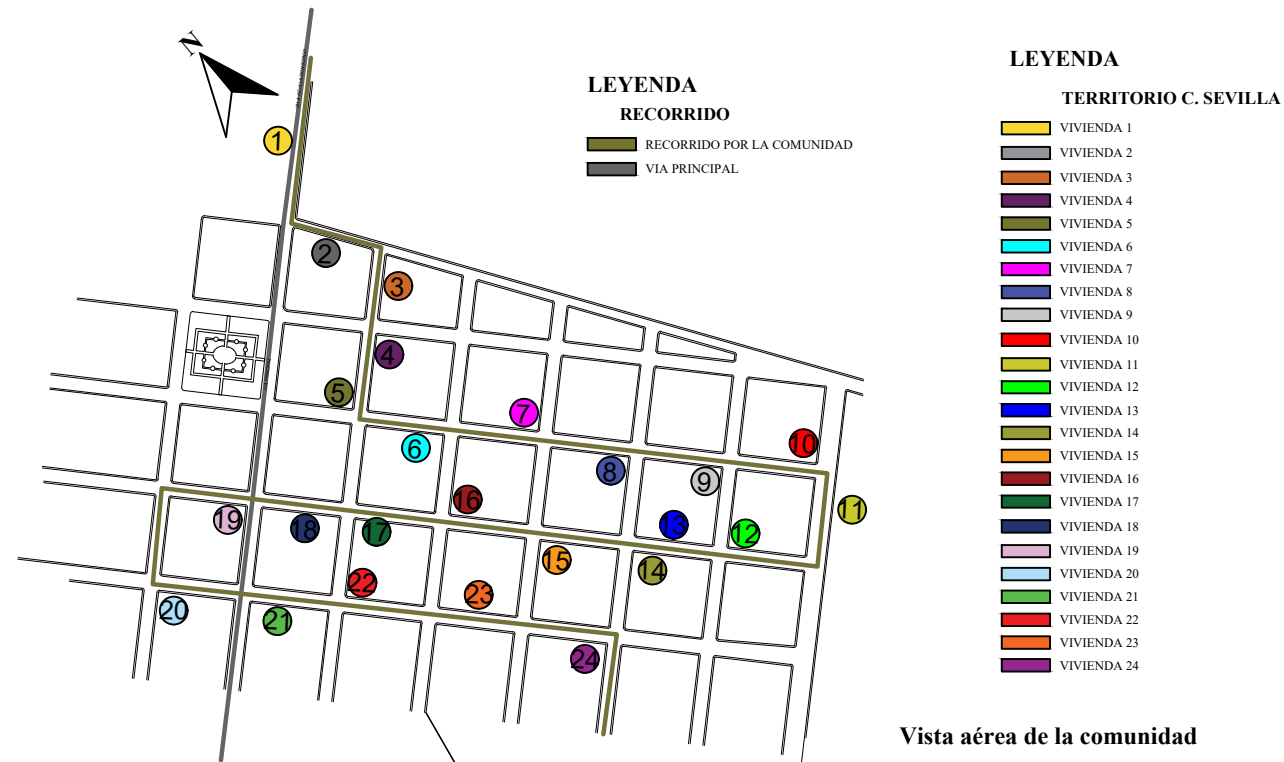 N
LEYENDA
RECORRIDO
RECORRIDO POR LA COMUNIDAD
VIA PRINCIPAL
LEYENDA
TERRITORIO C. SEVILLA
VIVIENDA 1
VIVIENDA 2
VIVIENDA 3
VIVIENDA 4
VIVIENDA 5
VIVIENDA 6
VIVIENDA 7
VIVIENDA 8
VIVIENDA 9
VIVIENDA 10
VIVIENDA 11
VIVIENDA 12
VIVIENDA 13
VIVIENDA 14
VIVIENDA 15
VIVIENDA 16
VIVIENDA 17
VIVIENDA 18
VIVIENDA 19
VIVIENDA 20
VIVIENDA 21
VIVIENDA 22
VIVIENDA 23
VIVIENDA 24
1
2
3
4
5
6
7
8
9
10
11
12
13
14
15
16
17
18
19
20
21
22
23
24
Vista aérea de la comunidad